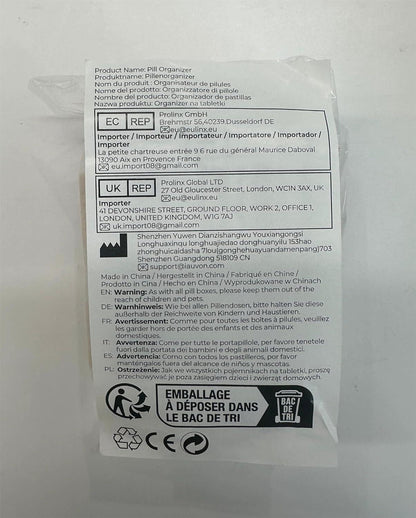 Product Name: Pill Organizer
Produktname: Pillenorganizer
Nom du produit : Organisateur de pilules
Nome del prodotto: Organizzatore di pillole
Nombre del producto: Organizador de pastillas
Nazwa produktu: Organizer na tabletki
EC REP
Prolinx GmbH
Brehmstr 56,40239.Dusseldorf DE
eu@eulinx.eu
Importer / Importeur / Importateur / Importatore / Importador /
Importer
La petite chartreuse entrée 9.6 rue du général Maurice Daboval
13090 Aix en Provence France
eu.import08@gmail.com
UK REP
Prolinx Global LTD
27 Old Gloucester Street, London, WC1N 3AX, UK
eu@eulinx.eu
Importer
41 DEVONSHIRE STREET, GROUND FLOOR, WORK 2, OFFICE 1,
LONDON, UNITED KINGDOM, W1G 7AJ
uk.import08@gmail.com
Shenzhen Yuwen Dianzishangwu Youxiangongsi
Longhuaxinqu longhuajiedao donghuanyilu 153hao
zhonghuicaidasha 7lou(gonghuayuandamenpang)703
Shenzhen Guangdong 518109 CN
support@iauvon.com
Made in China / Hergestellt in China / Fabriqué en Chine /
Prodotto in Cina / Hecho en China / Wyprodukowane w Chinach
EN: Warning: As with all pill boxes, please keep them out of the
reach of children and pets.
DE: Warnhinweis: Wie bei allen Pillendosen, bitte halten Sie diese
außerhalb der Reichweite von Kindern und Haustieren.
FR: Avertissement: Comme pour toutes les boîtes à pilules, veuillez
les garder hors de portée des enfants et des animaux
domestiques.
IT: Avvertenza: Come per tutte le portapillole, per favore tenetele
fuori dalla portata dei bambini e degli animali domestici.
ES: Advertencia: Como con todos los pastilleros, por favor
manténgalos fuera del alcance de niños y mascotas.
PL: Ostrzeżenie: Jak we wszystkich pojemnikach na tabletki, proszę
przechowywać je poza zasięgiem dzieci i zwierząt domowych.
EMBALLAGE
À DÉPOSER DANS
LE BAC DE TRI
BAC
DE
TRI
CE